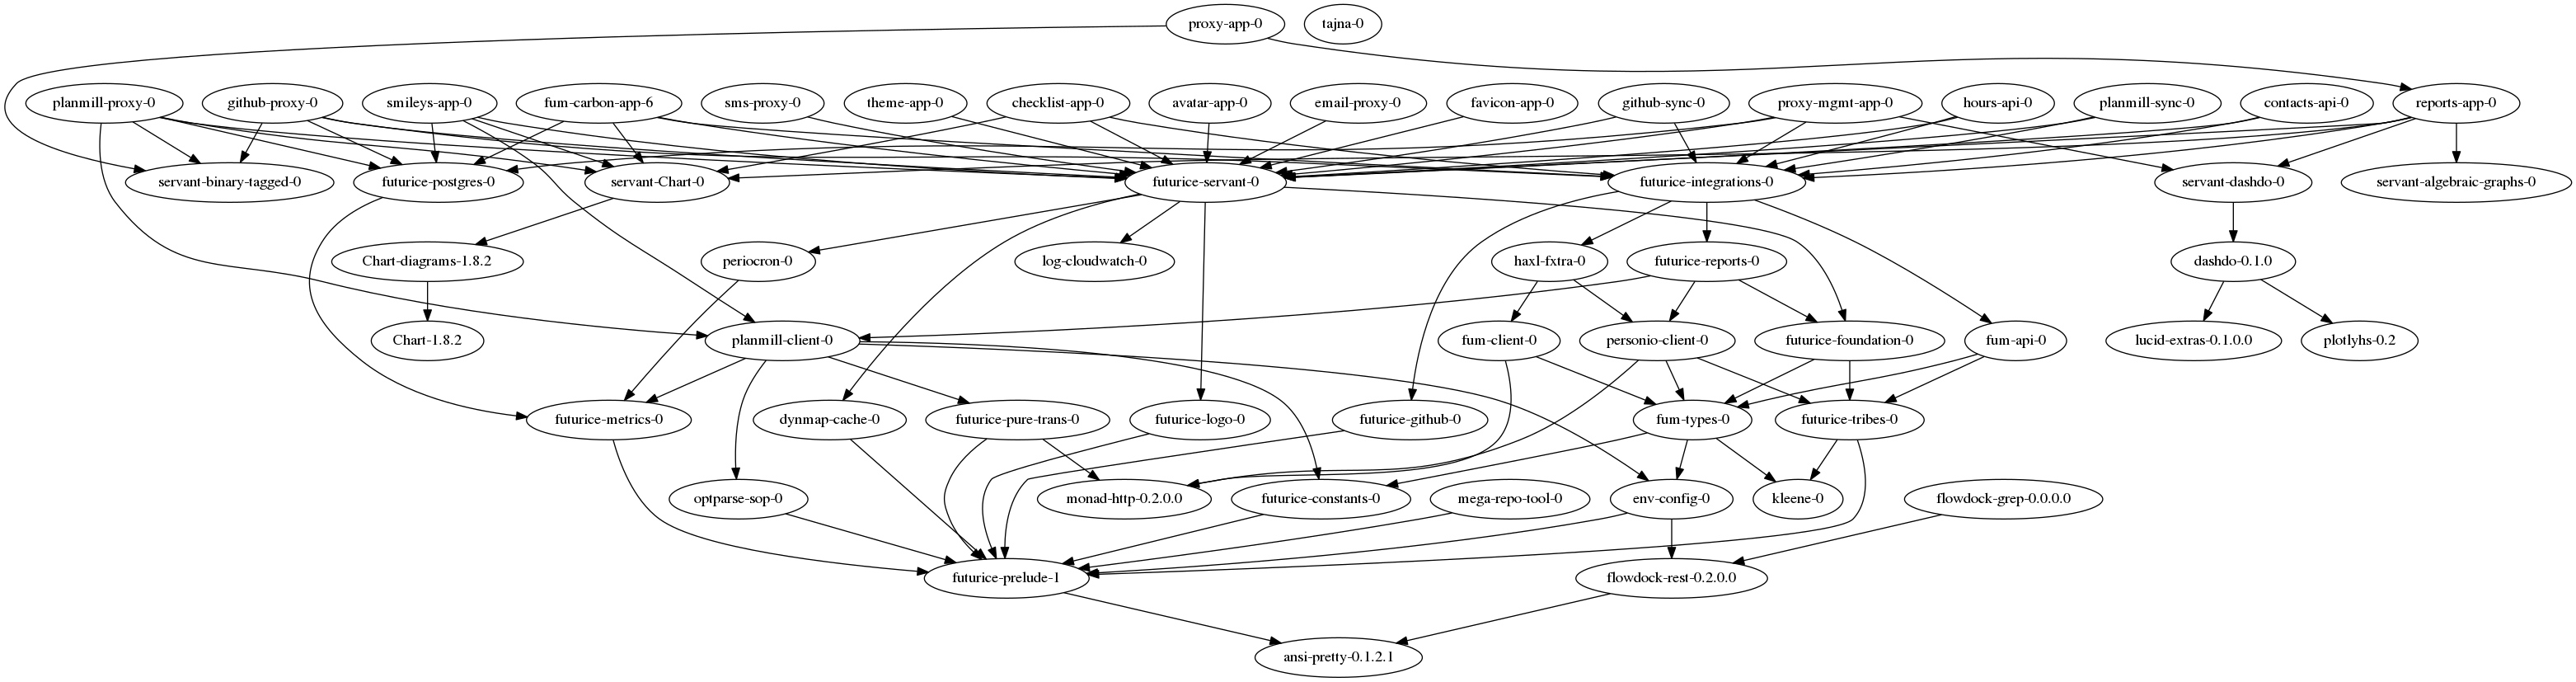 proxy-app-0
tajna-0
planmill-proxy-0
github-proxy-0
smileys-app-0
fum-carbon-app-6
sms-proxy-0
theme-app-0
checklist-app-0
avatar-app-0
email-proxy-0
favicon-app-0
github-sync-0
proxy-mgmt-app-0
hours-api-0
planmill-sync-0
contacts-api-0
reports-app-0
servant-binary-tagged-0
futurice-postgres-0
servant-Chart-0
futurice-servant-0
futurice-integrations-0
servant-dashdo-0
servant-algebraic-graphs-0
Chart-diagrams-1.8.2
periocron-0
log-cloudwatch-0
haxl-fxtra-0
futurice-reports-0
dashdo-0.1.0
Chart-1.8.2
planmill-client-0
fum-client-0
personio-client-0
futurice-foundation-0
fum-api-0
lucid-extras-0.1.0.0
plotlyhs-0.2
futurice-metrics-0
dynmap-cache-0
futurice-pure-trans-0
futurice-logo-0
futurice-github-0
fum-types-0
futurice-tribes-0
optparse-sop-0
monad-http-0.2.0.0
futurice-constants-0
mega-repo-tool-0
env-config-0
kleene-0
flowdock-grep-0.0.0.0
futurice-prelude-1
flowdock-rest-0.2.0.0
ansi-pretty-0.1.2.1